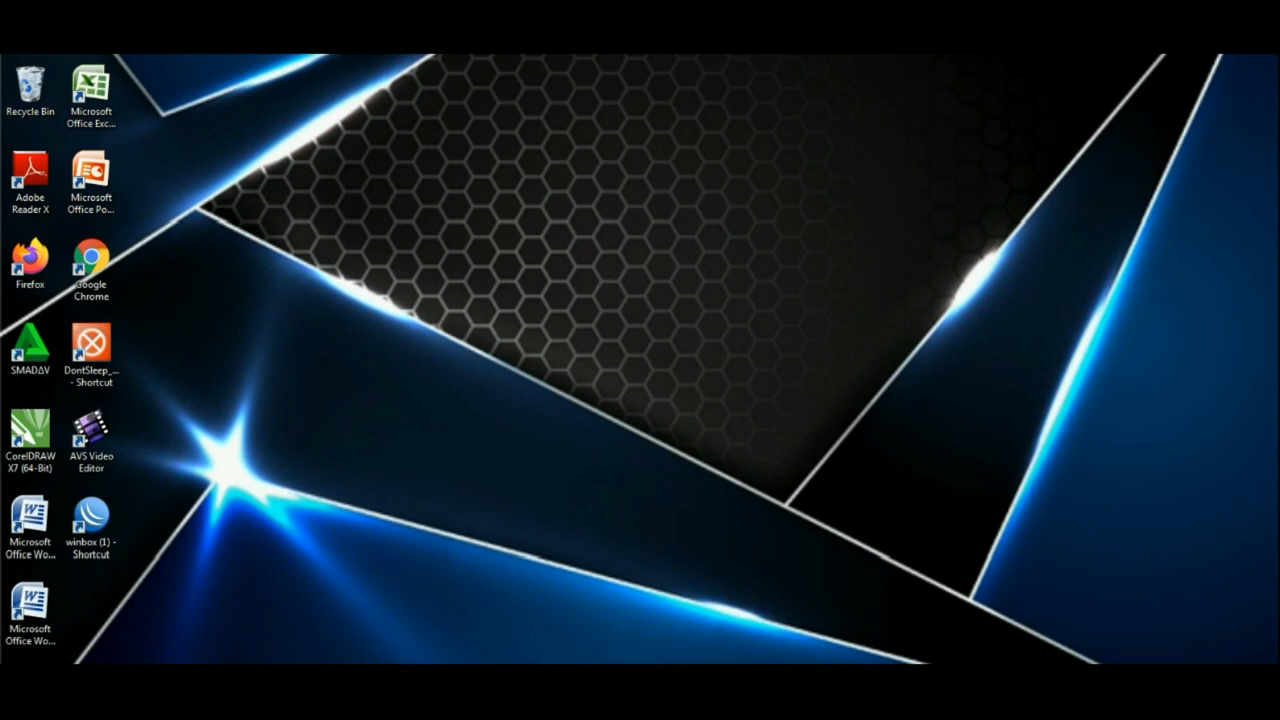 Recycle Bin
Microsoft
Office Exc...
Adobe
Reader X
Microsoft
Office Po...
Firefox
Google
Chrome
SMADΔV
DontSleep_...
- Shortcut
CorelDRAW
X7 (64-Bit)
AVS Video
Editor
Microsoft
Office Wo...
winbox (1) -
Shortcut
Microsoft
Office Wo...